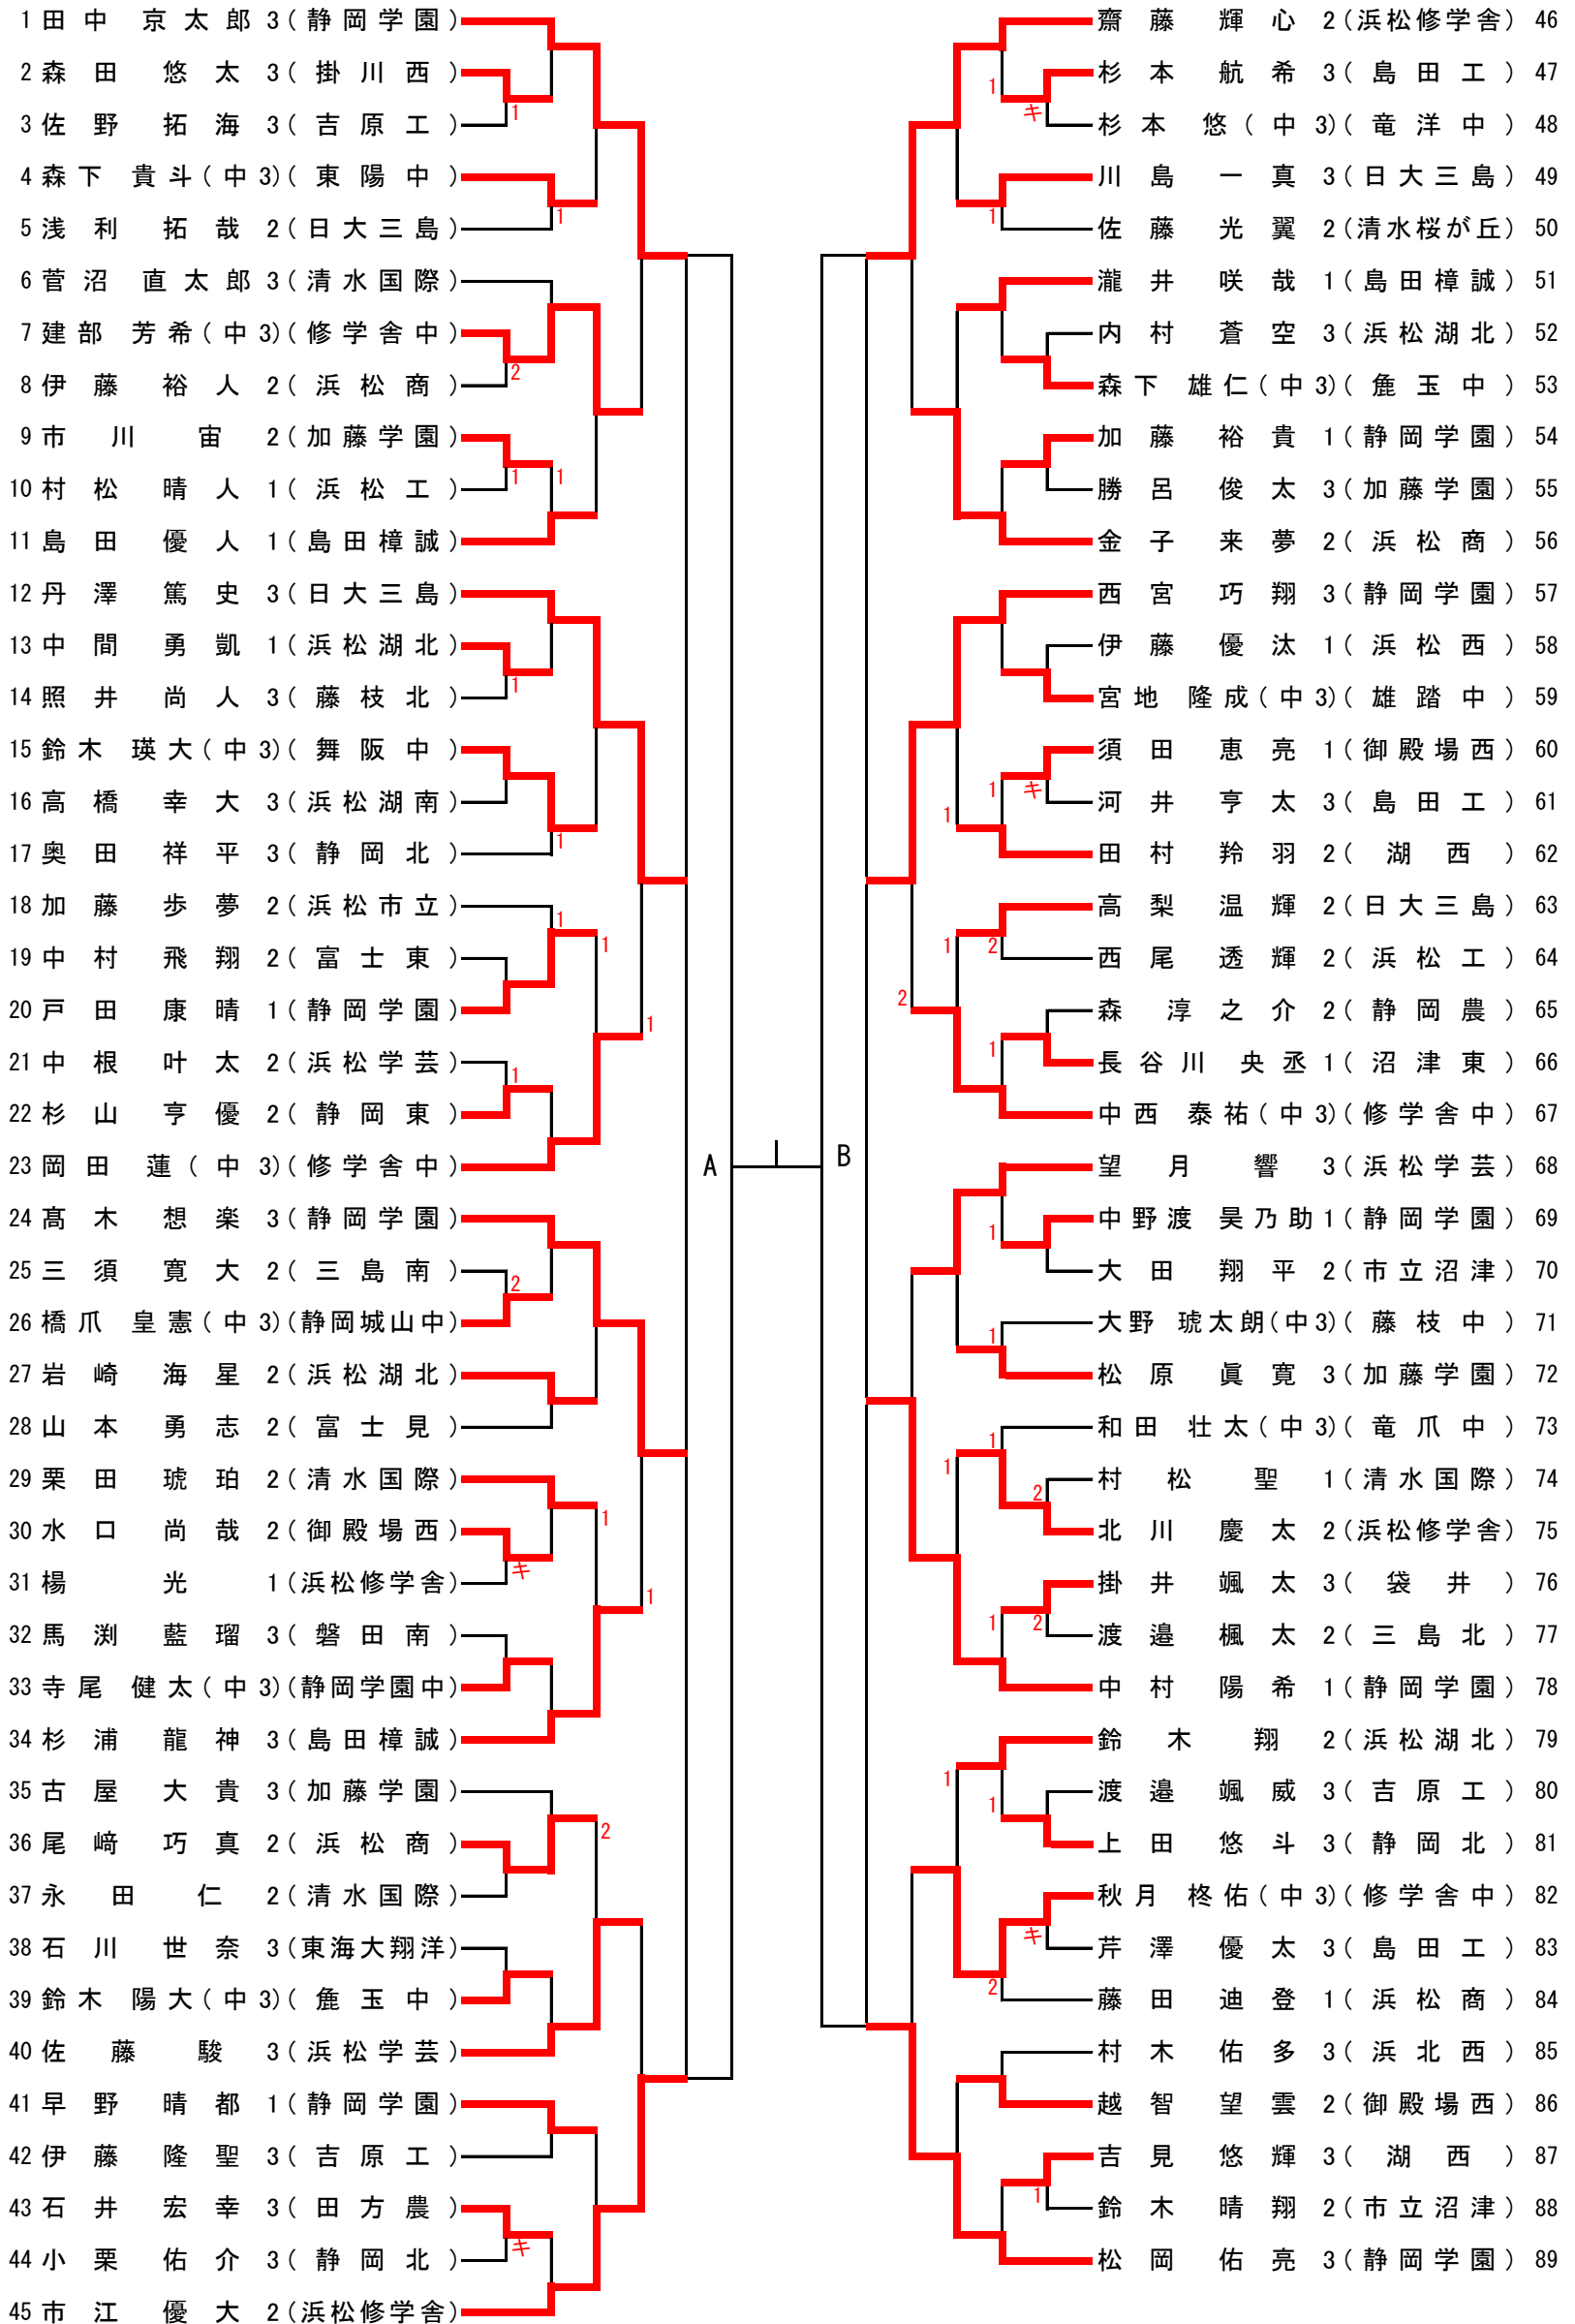 1 田中 京太郎 3(静岡学園)
2 森田 悠太 3(掛川西)
1
3 佐野 拓海 3(吉原工)
4 森下 貴斗(中3)(東陽中)
1
5 浅利 拓哉 2(日大三島)
6 菅沼 直太郎 3(清水国際)
7 建部 芳希(中3)(修学舎中)
2
8 伊藤 裕人 2(浜松商)
9 市川 宙 2(加藤学園)
1 1
10 村松 晴人 1(浜松工)
11 島田 優人 1(島田樟誠)
12 丹澤 篤史 3(日大三島)
13 中間 勇凱 1(浜松湖北)
1
14 照井 尚人 3(藤枝北)
15 鈴木 瑛大(中3)(舞阪中)
16 高橋 幸大 3(浜松湖南)
1
17 奥田 祥平 3(静岡北)
18 加藤 歩夢 2(浜松市立)
1
1
19 中村 飛翔 2(富士東)
20 戸田 康晴 1(静岡学園)
1
21 中根 叶太 2(浜松学芸)
1
22 杉山 亨優 2(静岡東)
23 岡田 蓮(中3)(修学舎中)
24 髙木 想楽 3(静岡学園)
25 三須 寛大 2(三島南)
2
26 橋爪 皇憲(中3)(静岡城山中)
27 岩崎 海星 2(浜松湖北)
28 山本 勇志 2(富士見)
29 栗田 琥珀 2(清水国際)
1
30 水口 尚哉 2(御殿場西)
キ
31 楊 光 1(浜松修学舎)
1
32 馬渕 藍瑠 3(磐田南)
33 寺尾 健太(中3)(静岡学園中)
34 杉浦 龍神 3(島田樟誠)
35 古屋 大貴 3(加藤学園)
2
36 尾崎 巧真 2(浜松商)
37 永田 仁 2(清水国際)
38 石川 世奈 3(東海大翔洋)
39 鈴木 陽大(中3)(麁玉中)
40 佐藤 駿 3(浜松学芸)
41 早野 晴都 1(静岡学園)
42 伊藤 隆聖 3(吉原工)
43 石井 宏幸 3(田方農)
キ
44 小栗 佑介 3(静岡北)
45 市江 優大 2(浜松修学舎)
A
B
齋藤 輝心 2(浜松修学舎) 46
杉本 航希 3(島田工) 47
1
キ
杉本 悠(中3)(竜洋中) 48
川島 一真 3(日大三島) 49
1
佐藤 光翼 2(清水桜が丘) 50
瀧井 咲哉 1(島田樟誠) 51
内村 蒼空 3(浜松湖北) 52
森下 雄仁(中3)(麁玉中) 53
加藤 裕貴 1(静岡学園) 54
勝呂 俊太 3(加藤学園) 55
金子 来夢 2(浜松商) 56
西宮 巧翔 3(静岡学園) 57
伊藤 優汰 1(浜松西) 58
宮地 隆成(中3)(雄踏中) 59
須田 恵亮 1(御殿場西) 60
1 キ
河井 亨太 3(島田工) 61
1
田村 羚羽 2(湖西) 62
高梨 温輝 2(日大三島) 63
1 2
西尾 透輝 2(浜松工) 64
2
森 淳之介 2(静岡農) 65
1
長谷川 央丞 1(沼津東) 66
中西 泰祐(中3)(修学舎中) 67
望月 響 3(浜松学芸) 68
中野渡 昊乃助 1(静岡学園) 69
1
大田 翔平 2(市立沼津) 70
大野 琥太朗(中3)(藤枝中) 71
1
松原 眞寛 3(加藤学園) 72
和田 壮太(中3)(竜爪中) 73
1
1
村松 聖 1(清水国際) 74
2
北川 慶太 2(浜松修学舎) 75
掛井 颯太 3(袋井) 76
1 2
渡邉 楓太 2(三島北) 77
中村 陽希 1(静岡学園) 78
鈴木 翔 2(浜松湖北) 79
1
渡邉 颯威 3(吉原工) 80
1
上田 悠斗 3(静岡北) 81
秋月 柊佑(中3)(修学舎中) 82
キ
芹澤 優太 3(島田工) 83
2
藤田 迪登 1(浜松商) 84
村木 佑多 3(浜北西) 85
越智 望雲 2(御殿場西) 86
吉見 悠輝 3(湖西) 87
1
鈴木 晴翔 2(市立沼津) 88
松岡 佑亮 3(静岡学園) 89